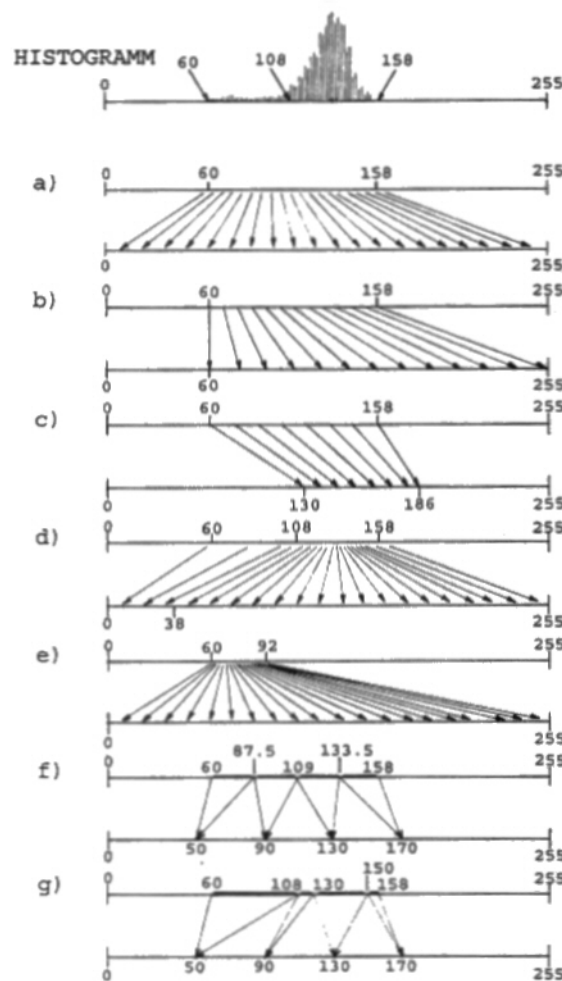 HISTOGRAMM
60 108 158
0 255
a) 0 60 158 255
0 255
b) 0 60 158 255
0 60 255
c) 0 60 158 255
0 130 186 255
d) 0 60 108 158 255
0 38 255
e) 0 60 92 255
0 255
87.5 133.5
f) 0 60 109 158 255
0 50 90 130 170 255
150
g) 0 60 108 130 158 255
0 50 90 130 170 255